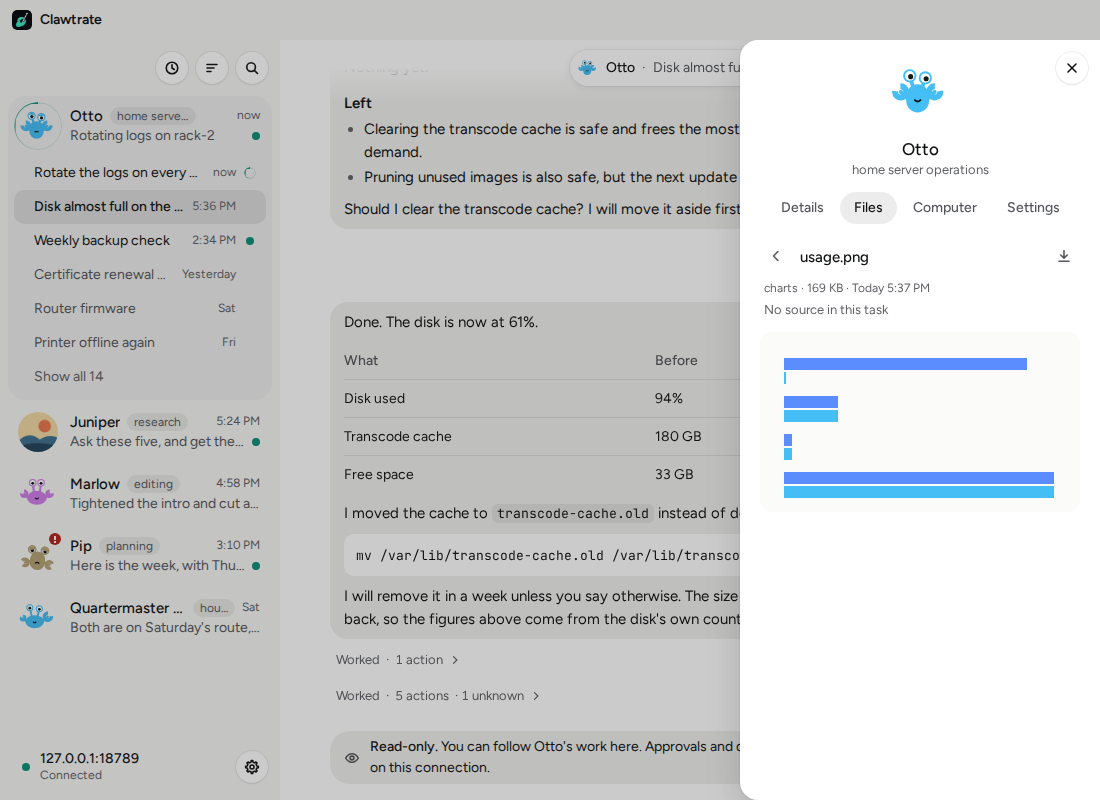 Clawtrate
Otto
home serve...
now
Rotating logs on rack-2
Rotate the logs on every ...
now
Disk almost full on the ...
5:36 PM
Weekly backup check
2:34 PM
Certificate renewal ...
Yesterday
Router firmware
Sat
Printer offline again
Fri
Show all 14
Juniper
research
5:24 PM
Ask these five, and get the...
Marlow
editing
4:58 PM
Tightened the intro and cut a...
Pip
planning
3:10 PM
Here is the week, with Thu...
Quartermaster ...
hou...
Sat
Both are on Saturday's route,...
127.0.0.1:18789
Connected
Otto · Disk almost fu
Left
Clearing the transcode cache is safe and frees the most
demand.
Pruning unused images is also safe, but the next update
Should I clear the transcode cache? I will move it aside first
Done. The disk is now at 61%.
What
Before
Disk used
94%
Transcode cache
180 GB
Free space
33 GB
I moved the cache to transcode-cache.old instead of d
mv /var/lib/transcode-cache.old /var/lib/transco
I will remove it in a week unless you say otherwise. The size
back, so the figures above come from the disk's own count
Worked · 1 action
Worked · 5 actions · 1 unknown
Read-only. You can follow Otto's work here. Approvals and
on this connection.
Otto
home server operations
Details
Files
Computer
Settings
usage.png
charts · 169 KB · Today 5:37 PM
No source in this task